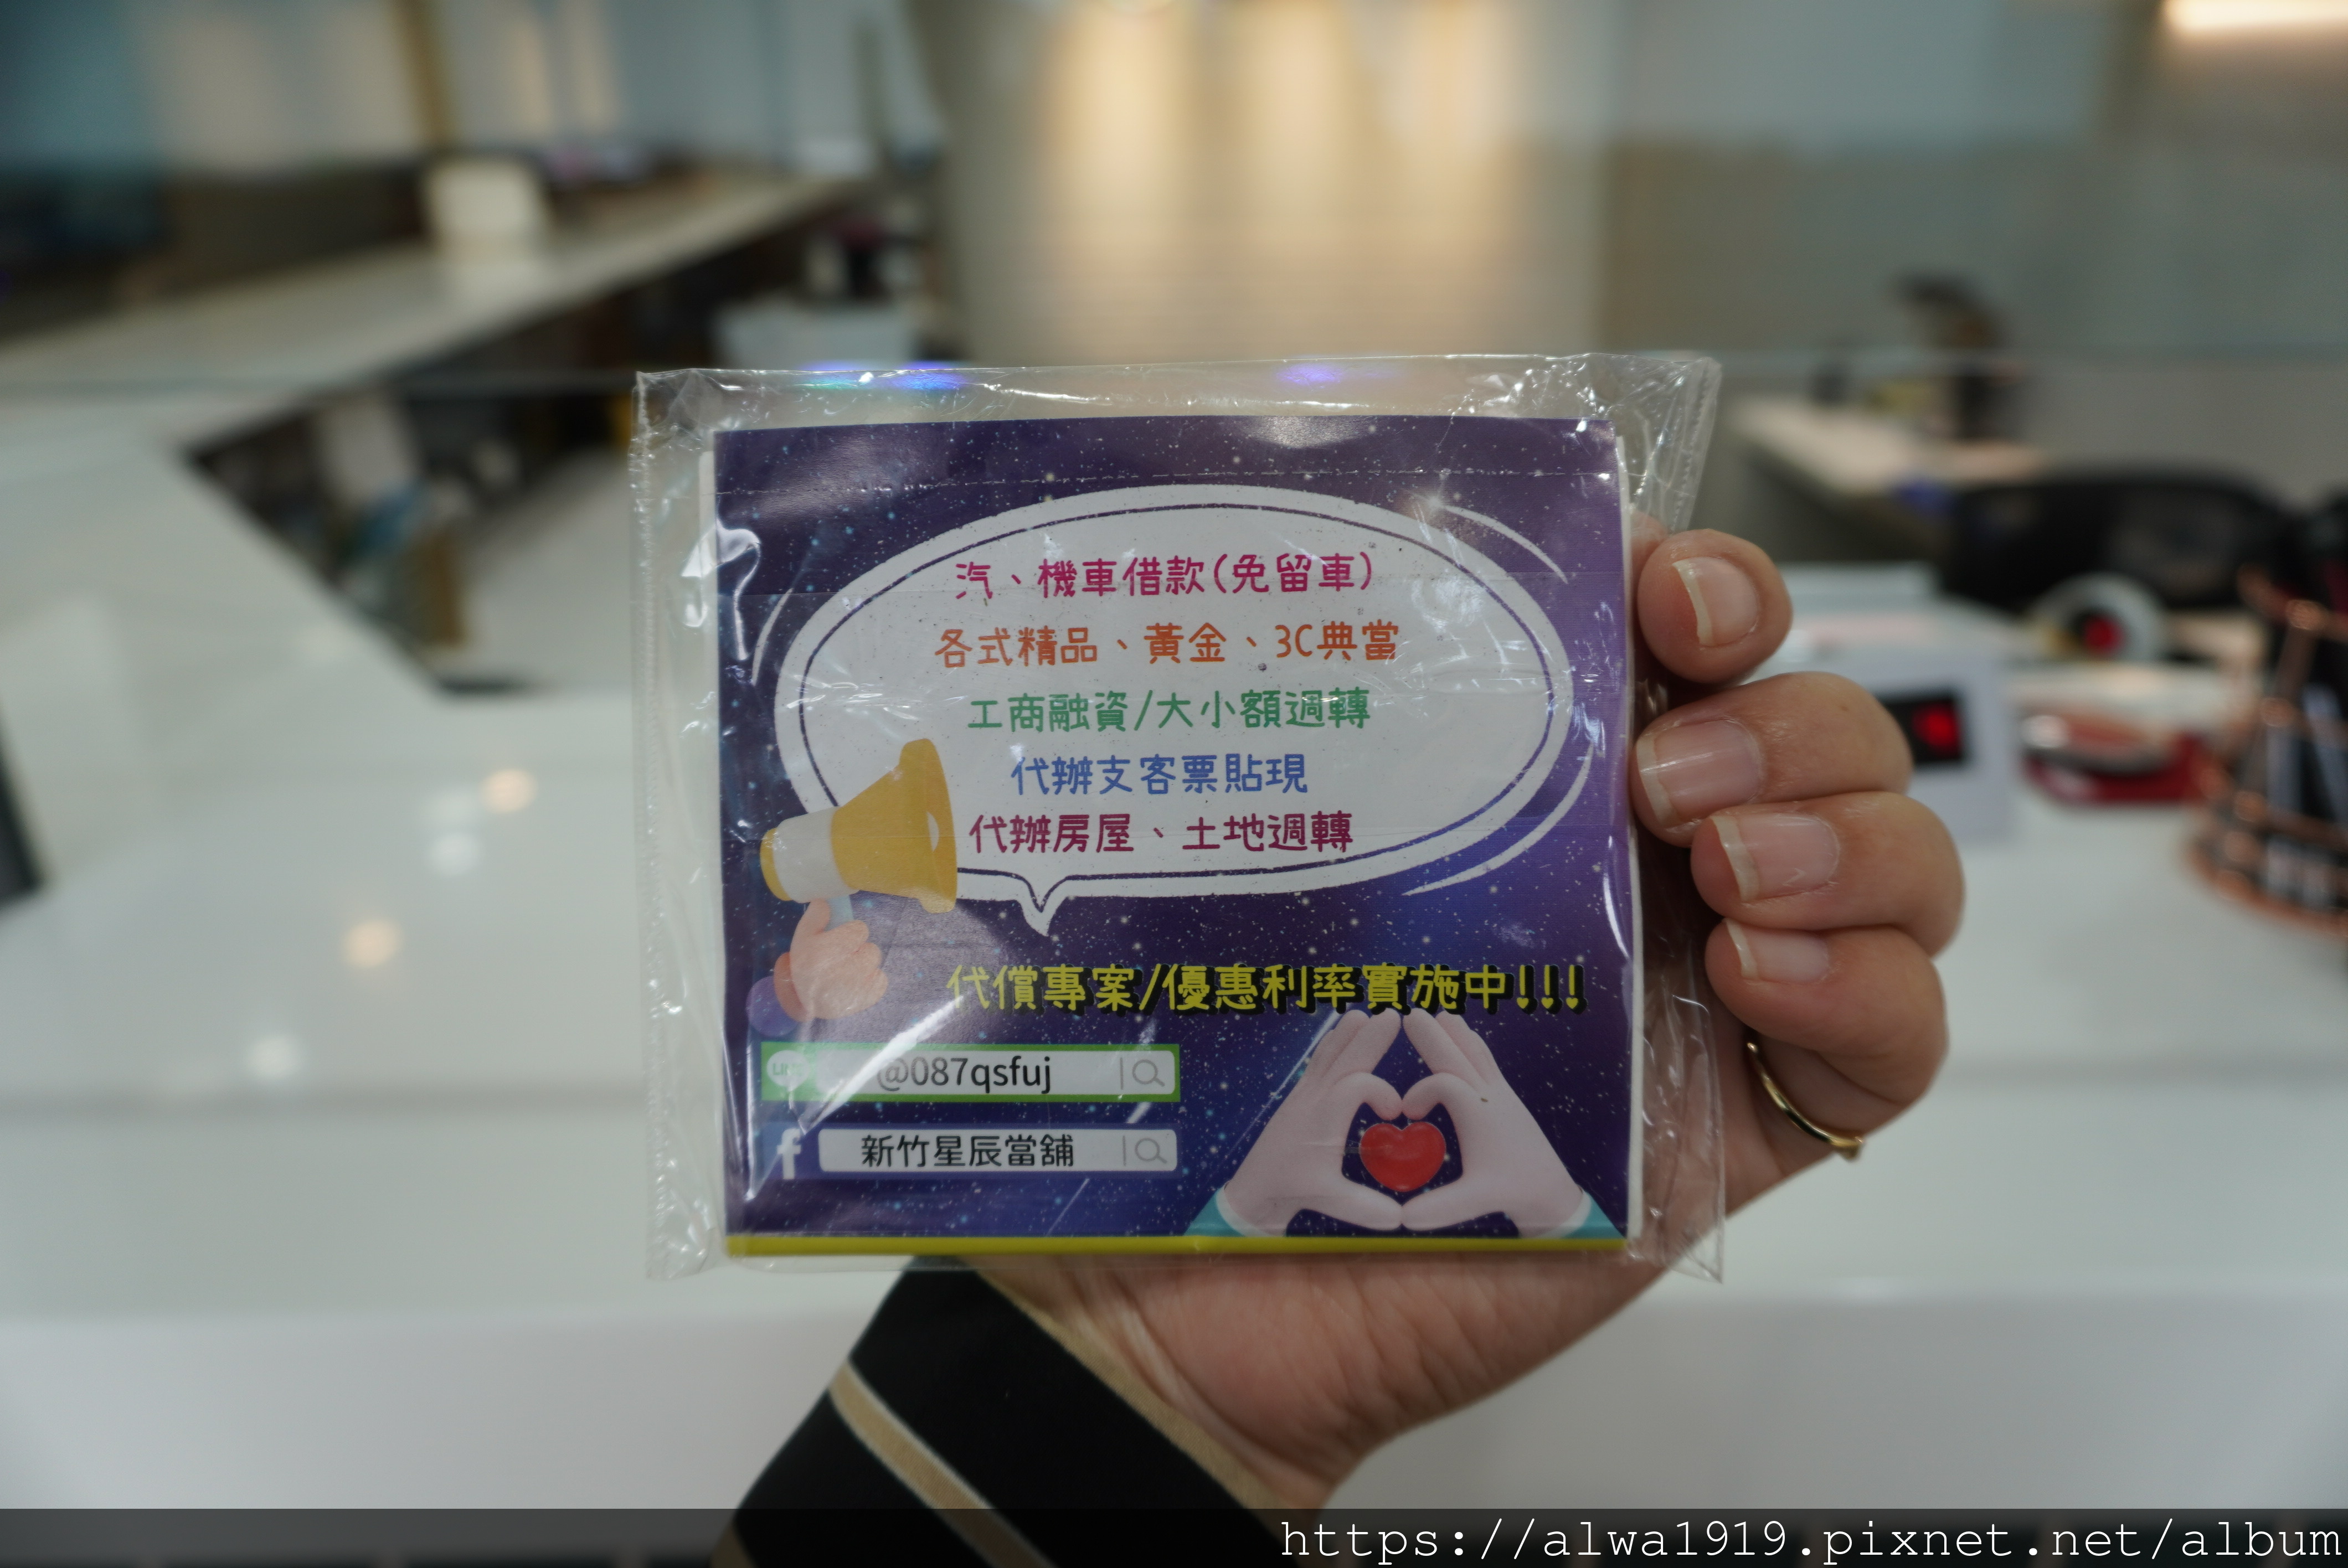 汽、機車借款(免留車)
各式精品、黃金、3C典當
工商融資/大小額週轉
代辦支客票貼現
代辦房屋、土地週轉
代償專案/優惠利率實施中!!!
LINE @087qsfuj
f 新竹星辰當舖
https://alwa1919.pixnet.net/album